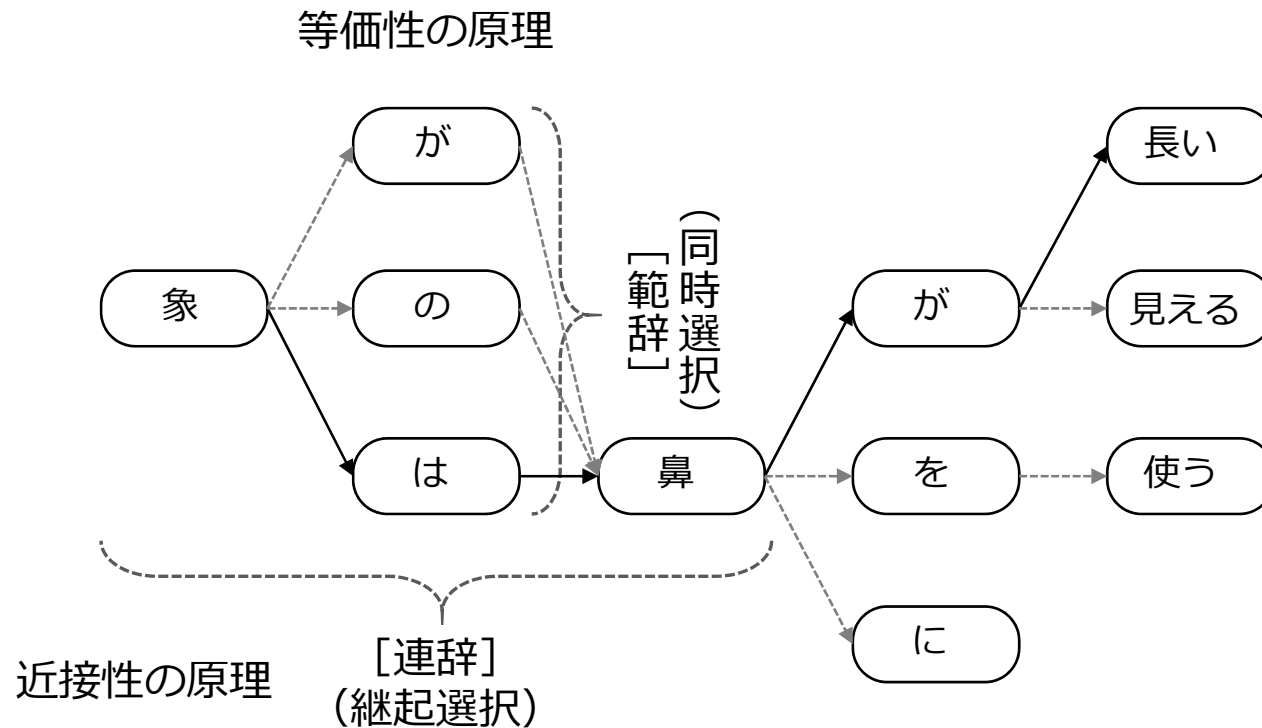 等価性の原理
が
長い
(同時選択)
[範辞]
象
の
が
見える
は
鼻
を
使う
に
[連辞]
(継起選択)
近接性の原理